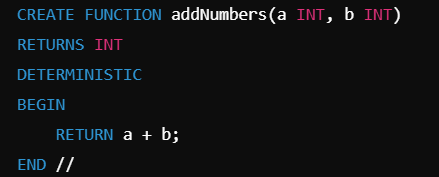 CREATE FUNCTION addNumbers(a INT, b INT)
RETURNS INT
DETERMINISTIC
BEGIN
    RETURN a + b;
END //